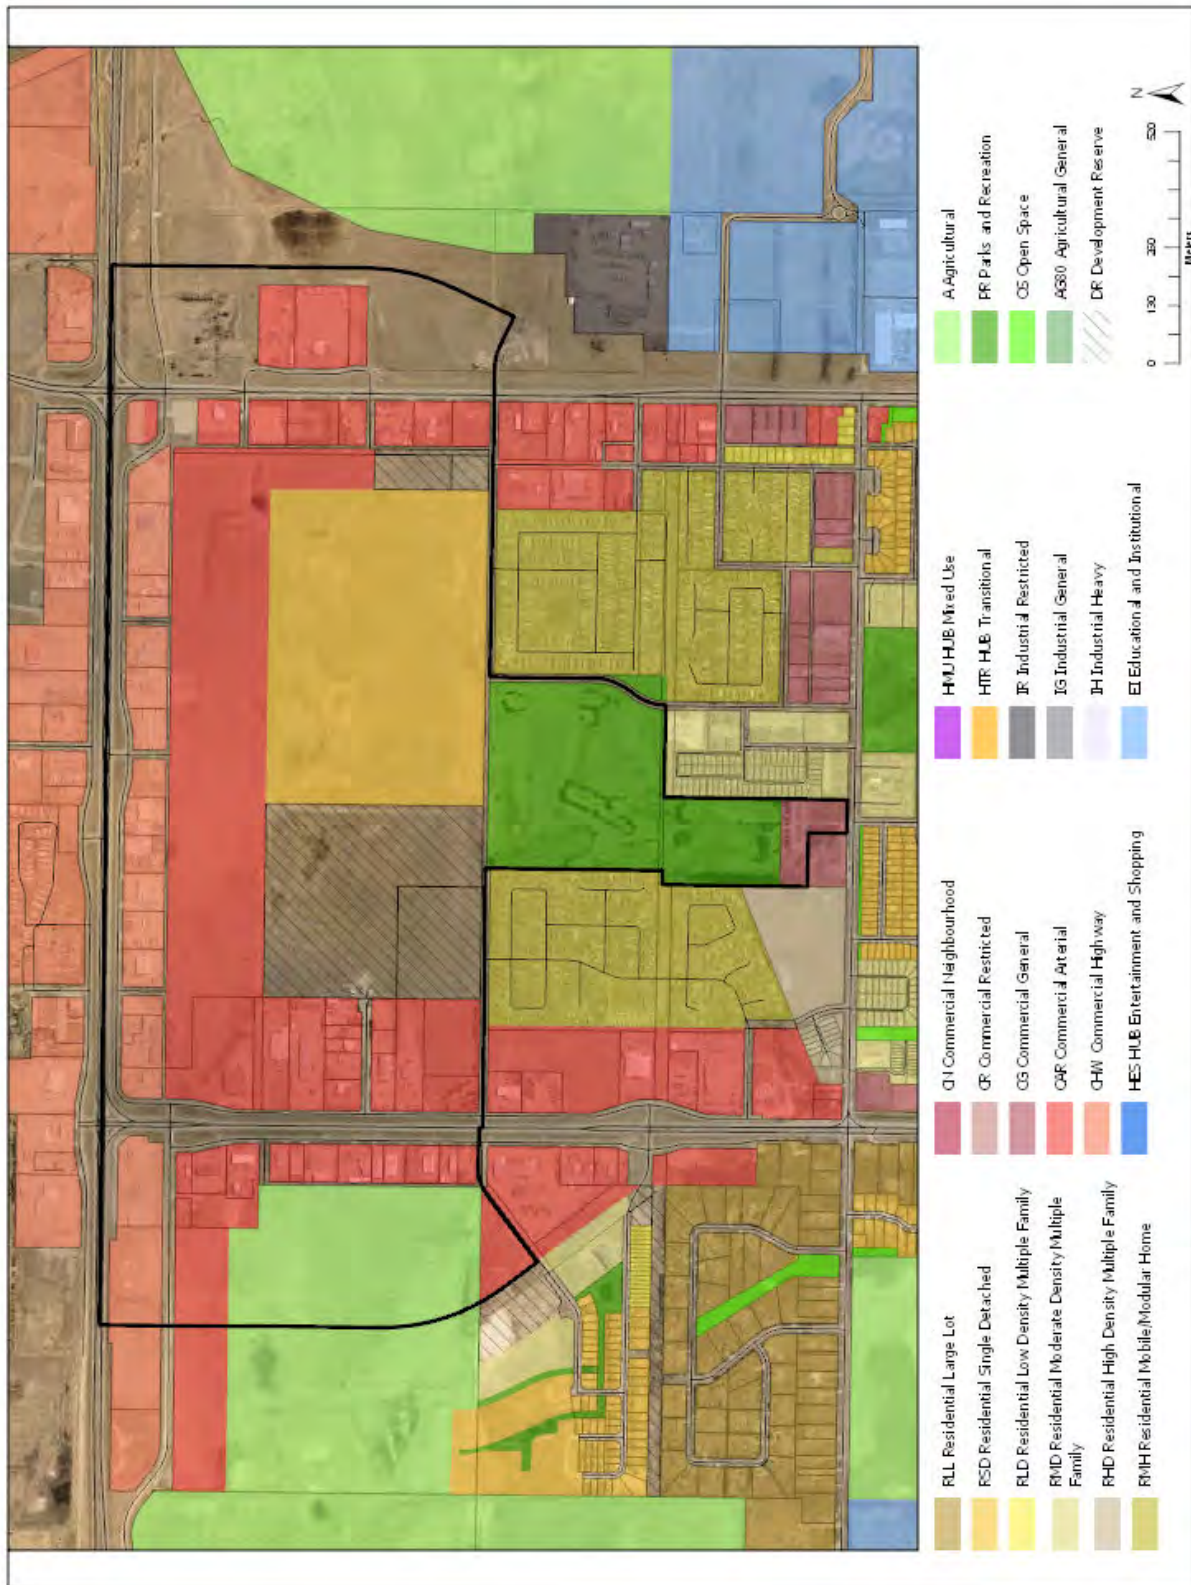 RLL Residential Large Lot
RSD Residential Single Detached
RLD Residential Low Density Multiple Family
RMD Residential Moderate Density Multiple
Family
RHD Residential High Density Multiple Family
RMH Residential Mobile/Modular Home
CN Commercial Neighbourhood
CR Commercial Restricted
CG Commercial General
CAR Commercial Arterial
CHW Commercial Highway
HES HUB Entertainment and Shopping
HMU HUB Mixed Use
HTR HUB Transitional
IR Industrial Restricted
IG Industrial General
IH Industrial Heavy
EI Educational and Institutional
A Agricultural
PR Parks and Recreation
OS Open Space
AG80 Agricultural General
DR Development Reserve
0 130 260 520
Meters
N